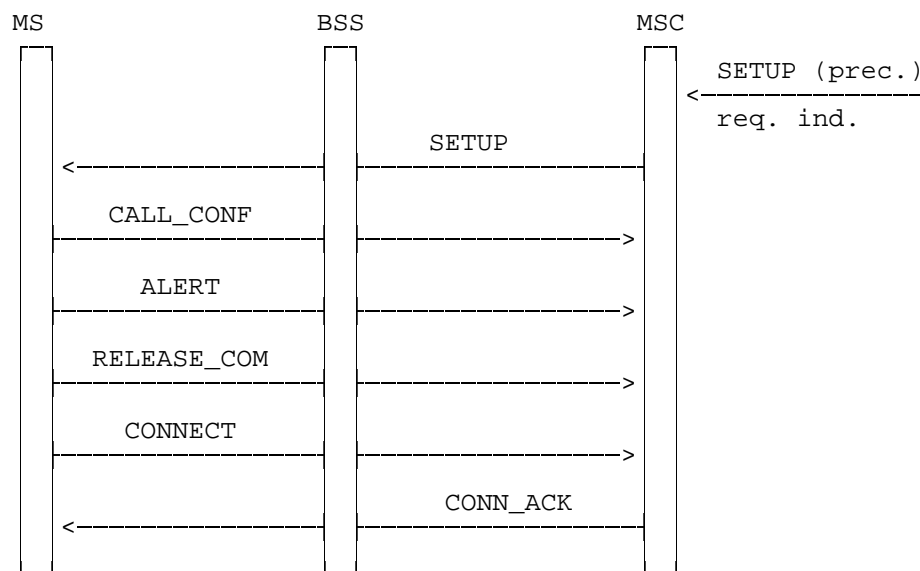 MS BSS MSC
SETUP (prec.)
req. ind.
SETUP
CALL_CONF
ALERT
RELEASE_COM
CONNECT
CONN_ACK